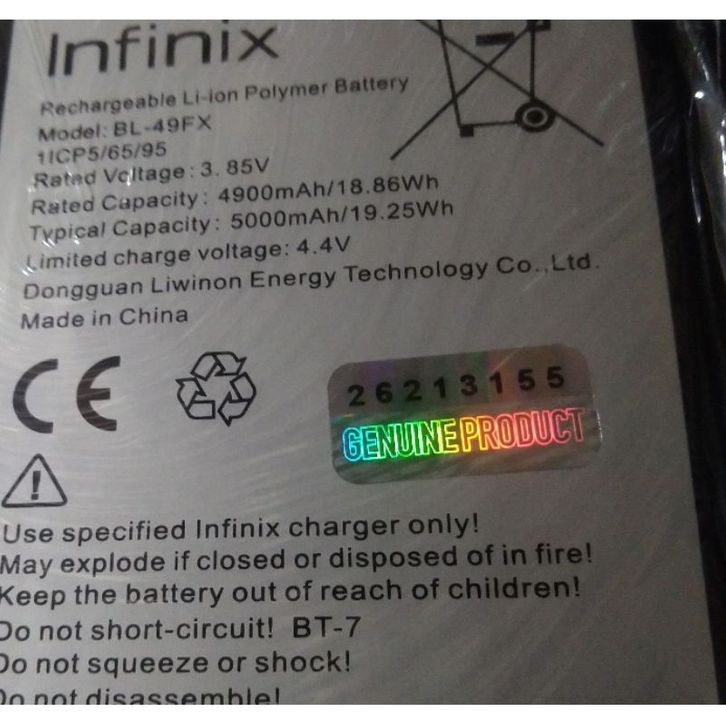 Infinix
Rechargeable Li-ion Polymer Battery
Model: BL-49FX
1ICP5/65/95
Rated Voltage: 3.85V
Rated Capacity: 4900mAh/18.86Wh
Typical Capacity: 5000mAh/19.25Wh
Limited charge voltage: 4.4V
Dongguan Liwinon Energy Technology Co.,Ltd.
Made in China
CE
26213155
GENUINE PRODUCT
!
Use specified Infinix charger only!
May explode if closed or disposed of in fire!
Keep the battery out of reach of children!
Do not short-circuit! BT-7
Do not squeeze or shock!
Do not disassemble!